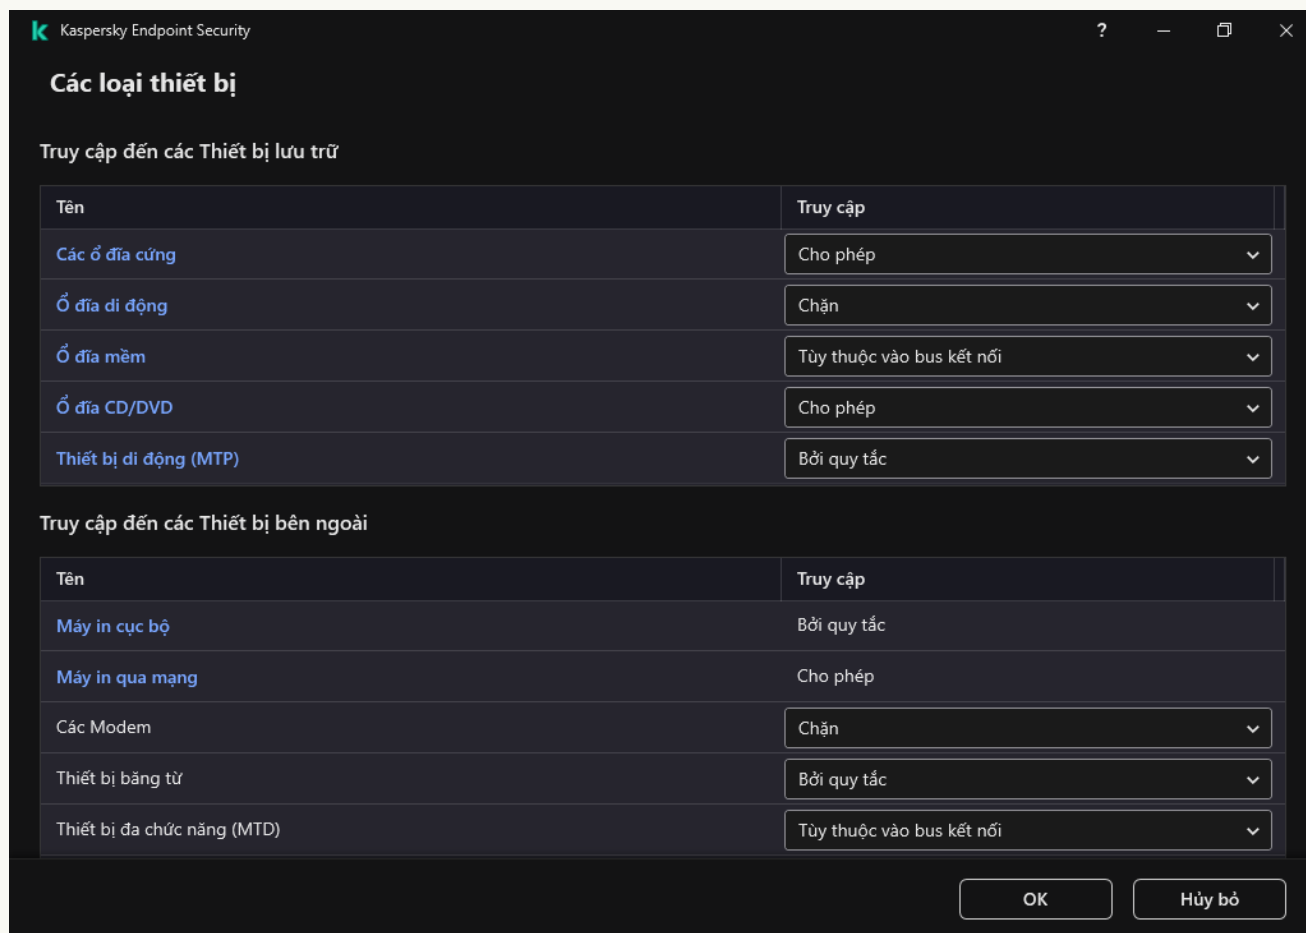 Kaspersky Endpoint Security
?
Các loại thiết bị
Truy cập đến các Thiết bị lưu trữ
Tên Truy cập
Các ổ đĩa cứng Cho phép
Ổ đĩa di động Chặn
Ổ đĩa mềm Tùy thuộc vào bus kết nối
Ổ đĩa CD/DVD Cho phép
Thiết bị di động (MTP) Bởi quy tắc
Truy cập đến các Thiết bị bên ngoài
Tên Truy cập
Máy in cục bộ Bởi quy tắc
Máy in qua mạng Cho phép
Các Modem Chặn
Thiết bị băng từ Bởi quy tắc
Thiết bị đa chức năng (MTD) Tùy thuộc vào bus kết nối
OK Hủy bỏ